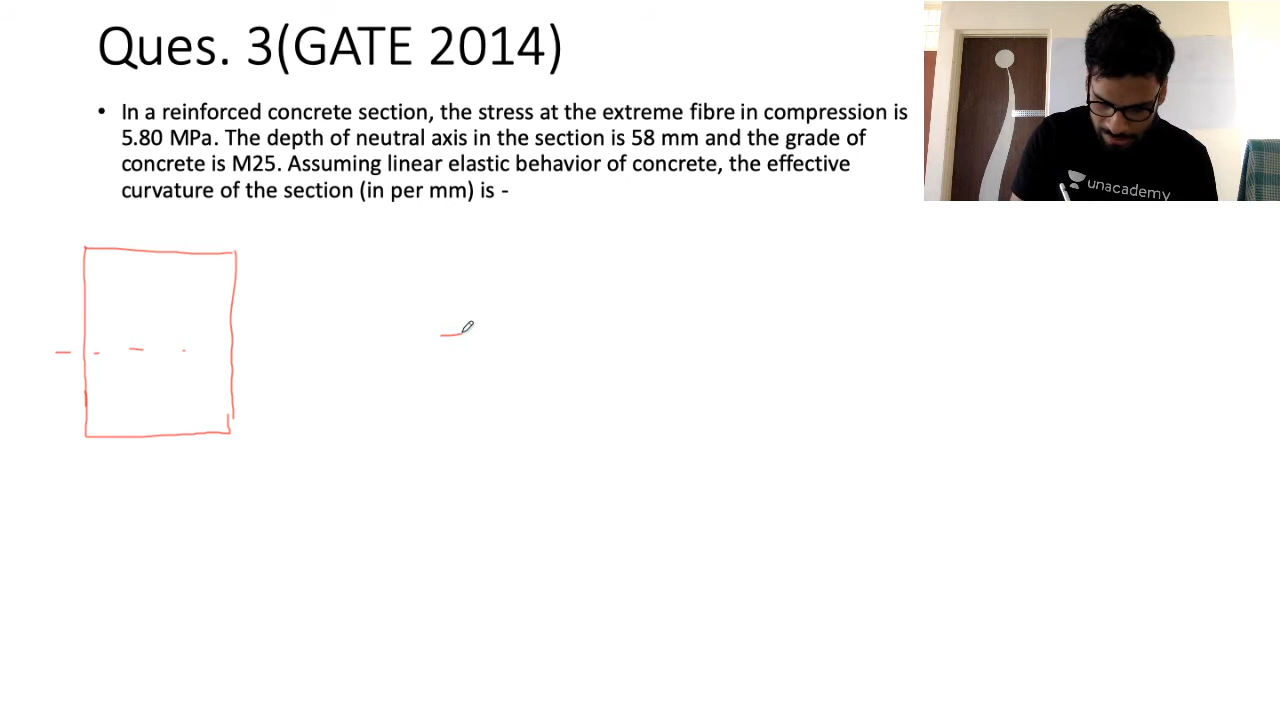 Ques. 3(GATE 2014)
• In a reinforced concrete section, the stress at the extreme fibre in compression is
5.80 MPa. The depth of neutral axis in the section is 58 mm and the grade of
concrete is M25. Assuming linear elastic behavior of concrete, the effective
curvature of the section (in per mm) is -
unacademy